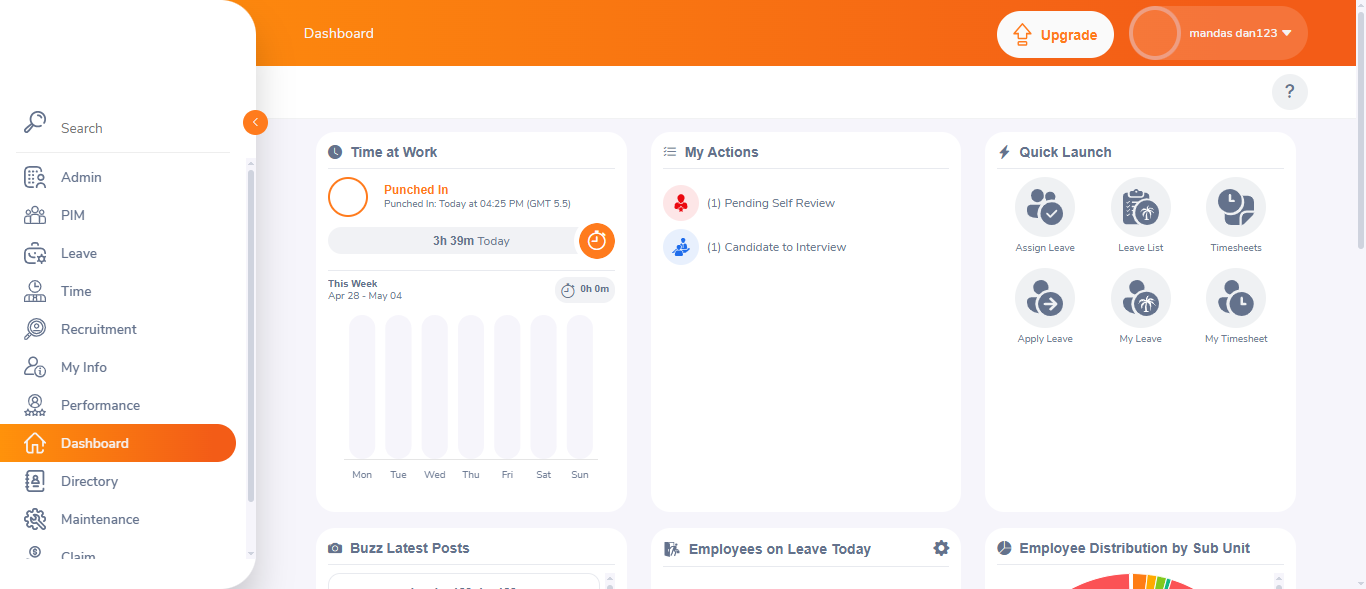 Dashboard
Upgrade
mandas dan123
?
Search
Admin
PIM
Leave
Time
Recruitment
My Info
Performance
Dashboard
Directory
Maintenance
Claim
Time at Work
Punched In
Punched In: Today at 04:25 PM (GMT 5.5)
3h 39m Today
This Week
Apr 28 - May 04
0h 0m
Mon Tue Wed Thu Fri Sat Sun
My Actions
(1) Pending Self Review
(1) Candidate to Interview
Quick Launch
Assign Leave
Leave List
Timesheets
Apply Leave
My Leave
My Timesheet
Buzz Latest Posts
Employees on Leave Today
Employee Distribution by Sub Unit